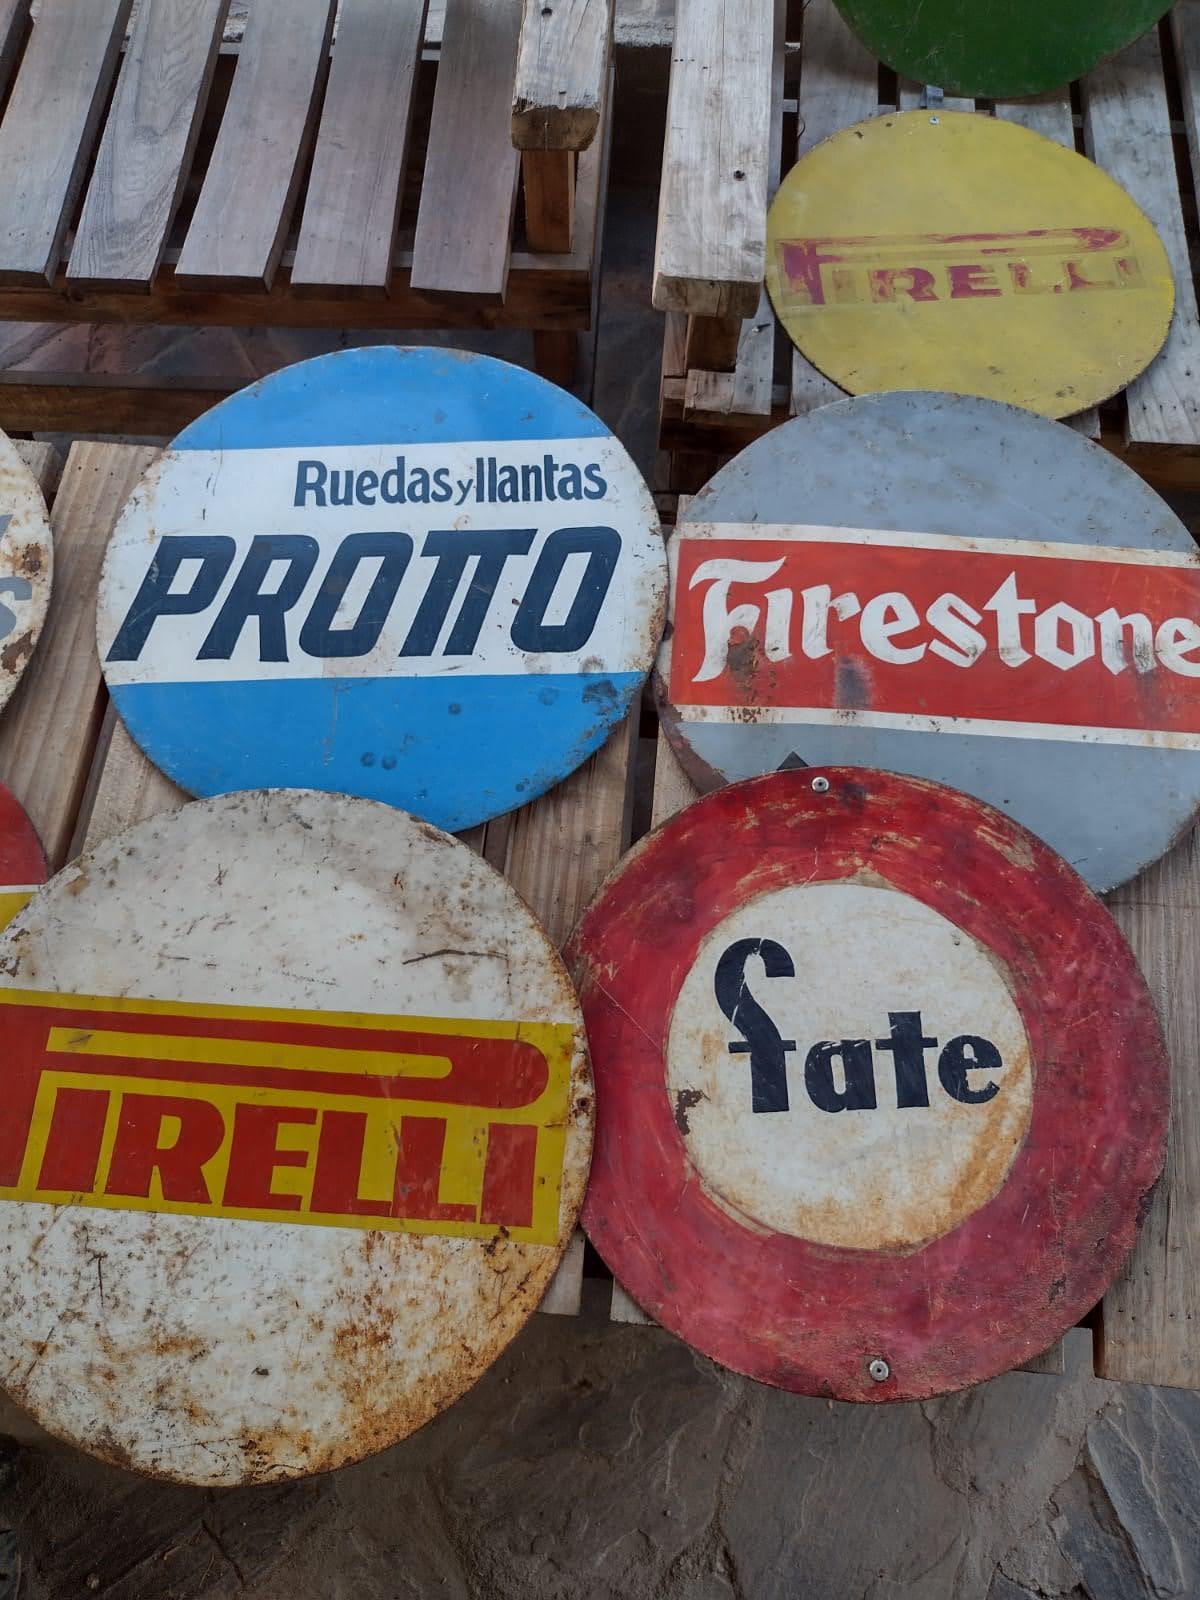 PIRELLI
Ruedas y llantas
PROTTO
Firestone
PIRELLI
fate